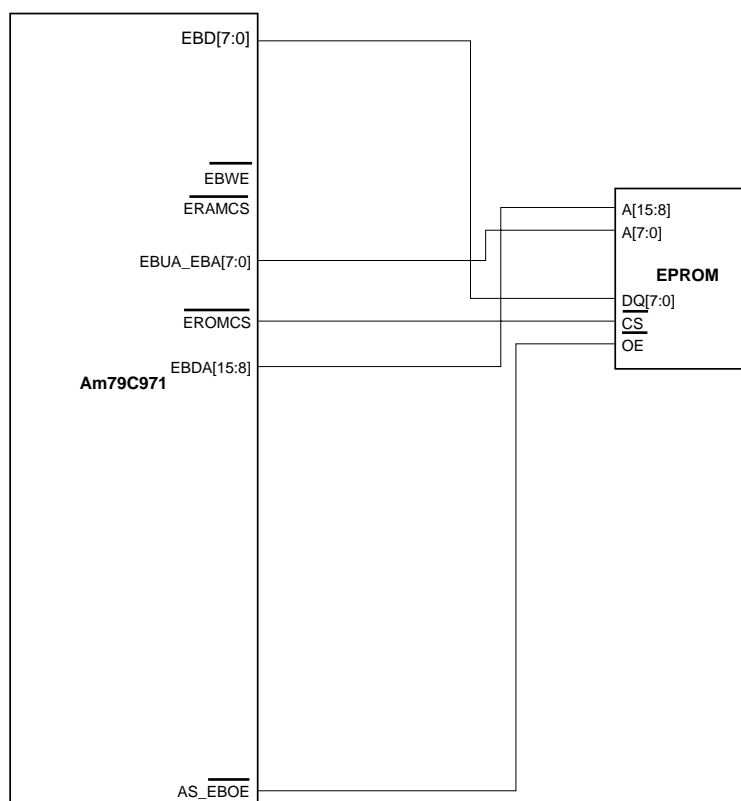 EBD[7:0]
EBWE
ERAMCS
EBUA_EBA[7:0]
EROMCS
EBDA[15:8]
Am79C971
AS_EBOE
A[15:8]
A[7:0]
EPROM
DQ[7:0]
CS
OE